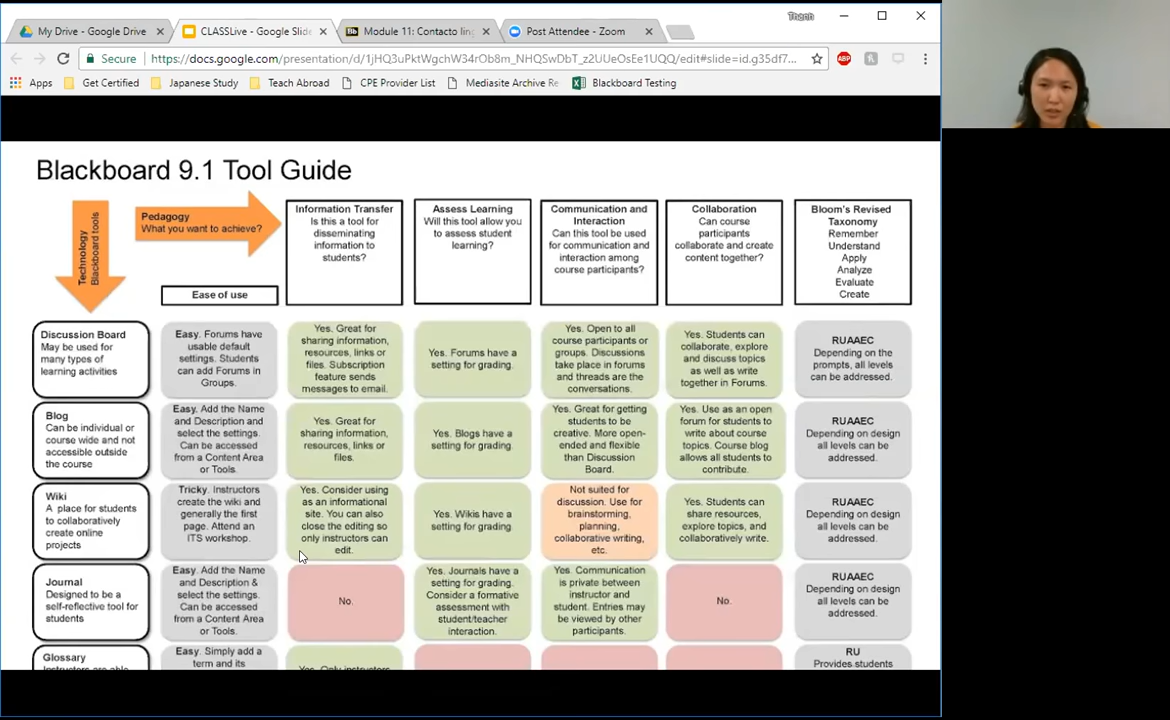 Thanh
My Drive - Google Drive
CLASSLive - Google Slide
Module 11: Contacto lin
Post Attendee - Zoom
Secure
https://docs.google.com/presentation/d/1jHQ3uPktWgchW34rOb8m_NHQSwDbT_z2UUeOsEe1UQQ/edit#slide=id.g35df7...
ABP
Apps
Get Certified
Japanese Study
Teach Abroad
CPE Provider List
Mediasite Archive Re
Blackboard Testing
Blackboard 9.1 Tool Guide
Technology
Blackboard tools
Pedagogy
What you want to achieve?
Ease of use
Information Transfer
Is this a tool for
disseminating
information to
students?
Assess Learning
Will this tool allow you
to assess student
learning?
Communication and
Interaction
Can this tool be used
for communication and
interaction among
course participants?
Collaboration
Can course
participants
collaborate and create
content together?
Bloom's Revised
Taxonomy
Remember
Understand
Apply
Analyze
Evaluate
Create
Discussion Board
May be used for
many types of
learning activities
Easy. Forums have
usable default
settings. Students
can add Forums in
Groups.
Yes. Great for
sharing information,
resources, links or
files. Subscription
feature sends
messages to email.
Yes. Forums have a
setting for grading.
Yes. Open to all
course participants or
groups. Discussions
take place in forums
and threads are the
conversations.
Yes. Students can
collaborate, explore
and discuss topics
as well as write
together in Forums.
RUAAEC
Depending on the
prompts, all levels
can be addressed.
Blog
Can be individual or
course wide and not
accessible outside
the course
Easy. Add the Name
and Description and
select the settings.
Can be accessed
from a Content Area
or Tools.
Yes. Great for
sharing information,
resources, links or
files.
Yes. Blogs have a
setting for grading.
Yes. Great for getting
students to be
creative. More open-
ended and flexible
than Discussion
Board.
Yes. Use as an open
forum for students to
write about course
topics. Course blog
allows all students to
contribute.
RUAAEC
Depending on design
all levels can be
addressed.
Wiki
A place for students
to collaboratively
create online
projects
Tricky. Instructors
create the wiki and
generally the first
page. Attend an
ITS workshop.
Yes. Consider using
as an informational
site. You can also
close the editing so
only instructors can
edit.
Yes. Wikis have a
setting for grading.
Not suited for
discussion. Use for
brainstorming,
planning,
collaborative writing,
etc.
Yes. Students can
share resources,
explore topics, and
collaboratively write.
RUAAEC
Depending on design
all levels can be
addressed.
Journal
Designed to be a
self-reflective tool for
students
Easy. Add the Name
and Description &
select the settings.
Can be accessed
from a Content Area
or Tools.
No.
Yes. Journals have a
setting for grading.
Consider a formative
assessment with
student/teacher
interaction.
Yes. Communication
is private between
instructor and
student. Entries may
be viewed by other
participants.
No.
RUAAEC
Depending on design
all levels can be
addressed.
Glossary
Instructors are able
Easy. Simply add a
term and its
Yes. Only instructors
RU
Provides students